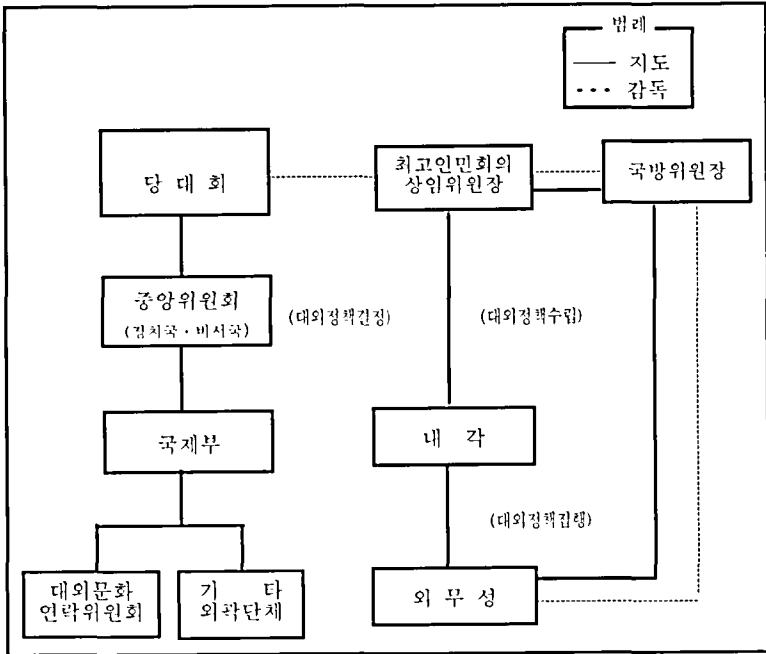 범례
지도
감독
당 대 회
최고인민회의
상임위원장
국방위원장
중앙위원회
(정치국·비서국)
(대외정책결정)
(대외정책수립)
국제부
내 각
(대외정책집행)
대외문화
연락위원회
기 타
외곽단체
외 무 성